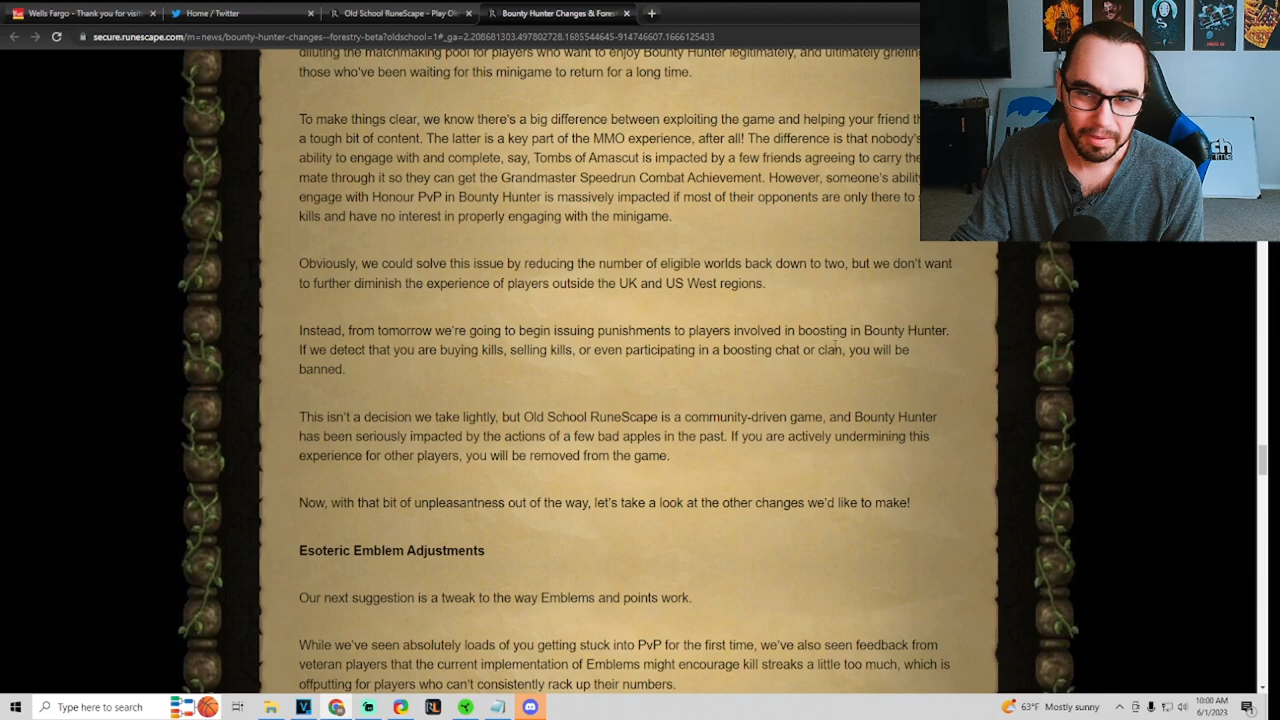 Wells Fargo - Thank you for visit
Home / Twitter
Old School RuneScape - Play Ol
Bounty Hunter Changes & Fores
secure.runescape.com/m=news/bounty-hunter-changes--forestry-beta?oldschool=1#_ga=2.208681303.497802728.1685544645-914746607.1666125433
diluting the matchmaking pool for players who want to enjoy Bounty Hunter legitimately, and ultimately griefin
those who've been waiting for this minigame to return for a long time.
To make things clear, we know there's a big difference between exploiting the game and helping your friend th
a tough bit of content. The latter is a key part of the MMO experience, after all! The difference is that nobody's
ability to engage with and complete, say, Tombs of Amascut is impacted by a few friends agreeing to carry the
mate through it so they can get the Grandmaster Speedrun Combat Achievement. However, someone's abilit
engage with Honour PvP in Bounty Hunter is massively impacted if most of their opponents are only there to s
kills and have no interest in properly engaging with the minigame.
Obviously, we could solve this issue by reducing the number of eligible worlds back down to two, but we don't want
to further diminish the experience of players outside the UK and US West regions.
Instead, from tomorrow we're going to begin issuing punishments to players involved in boosting in Bounty Hunter.
If we detect that you are buying kills, selling kills, or even participating in a boosting chat or clan, you will be
banned.
This isn't a decision we take lightly, but Old School RuneScape is a community-driven game, and Bounty Hunter
has been seriously impacted by the actions of a few bad apples in the past. If you are actively undermining this
experience for other players, you will be removed from the game.
Now, with that bit of unpleasantness out of the way, let's take a look at the other changes we'd like to make!
Esoteric Emblem Adjustments
Our next suggestion is a tweak to the way Emblems and points work.
While we've seen absolutely loads of you getting stuck into PvP for the first time, we've also seen feedback from
veteran players that the current implementation of Emblems might encourage kill streaks a little too much, which is
offputting for players who can't consistently rack up their numbers.
Type here to search
63°F Mostly sunny
10:00 AM
6/1/2023